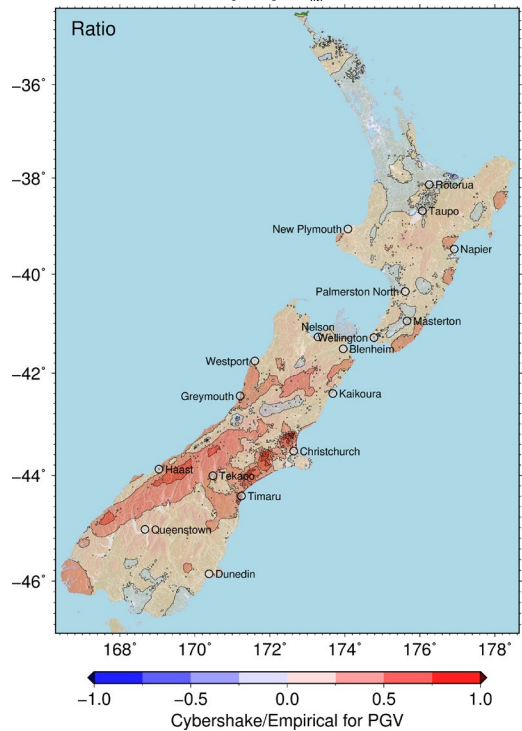 Ratio
−36˚
−38˚
−40˚
−42˚
−44˚
−46˚
Rotorua
Taupo
New Plymouth
Napier
Palmerston North
Masterton
Nelson
Wellington
Blenheim
Westport
Kaikoura
Greymouth
Christchurch
Haast
Tekapo
Timaru
Queenstown
Dunedin
168˚ 170˚ 172˚ 174˚ 176˚ 178˚
−1.0 −0.5 0.0 0.5 1.0
Cybershake/Empirical for PGV